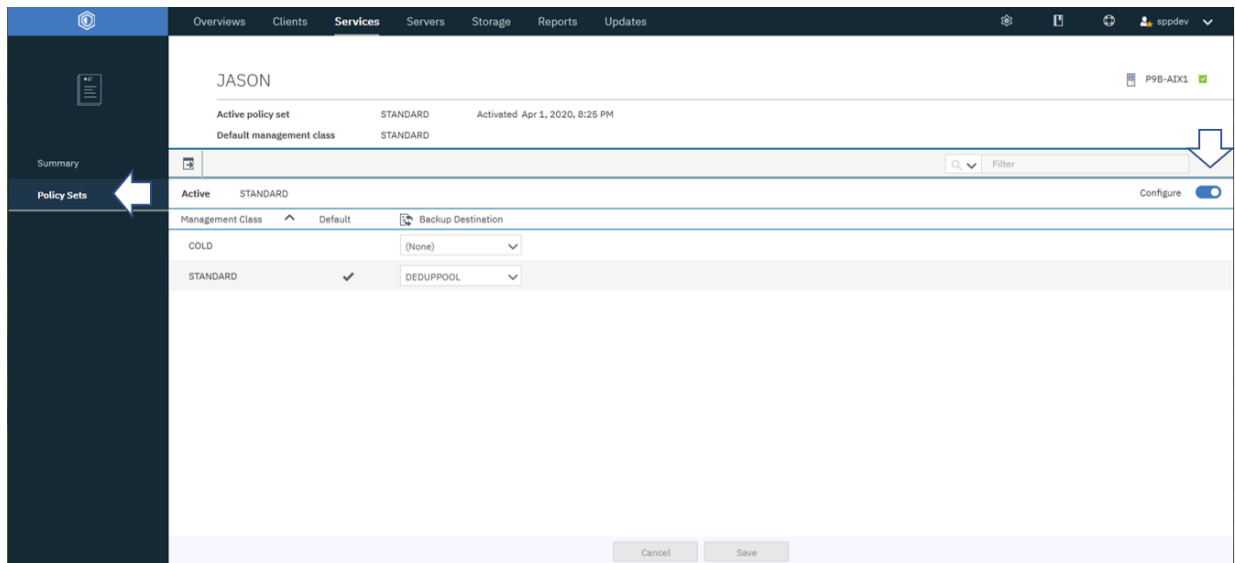 Overviews Clients Services Servers Storage Reports Updates sppdev
JASON P9B-AIX1
Active policy set STANDARD Activated Apr 1, 2020, 8:25 PM
Default management class STANDARD
Summary Filter
Policy Sets Active STANDARD Configure
Management Class Default Backup Destination
COLD (None)
STANDARD DEDUPPOOL
Cancel Save